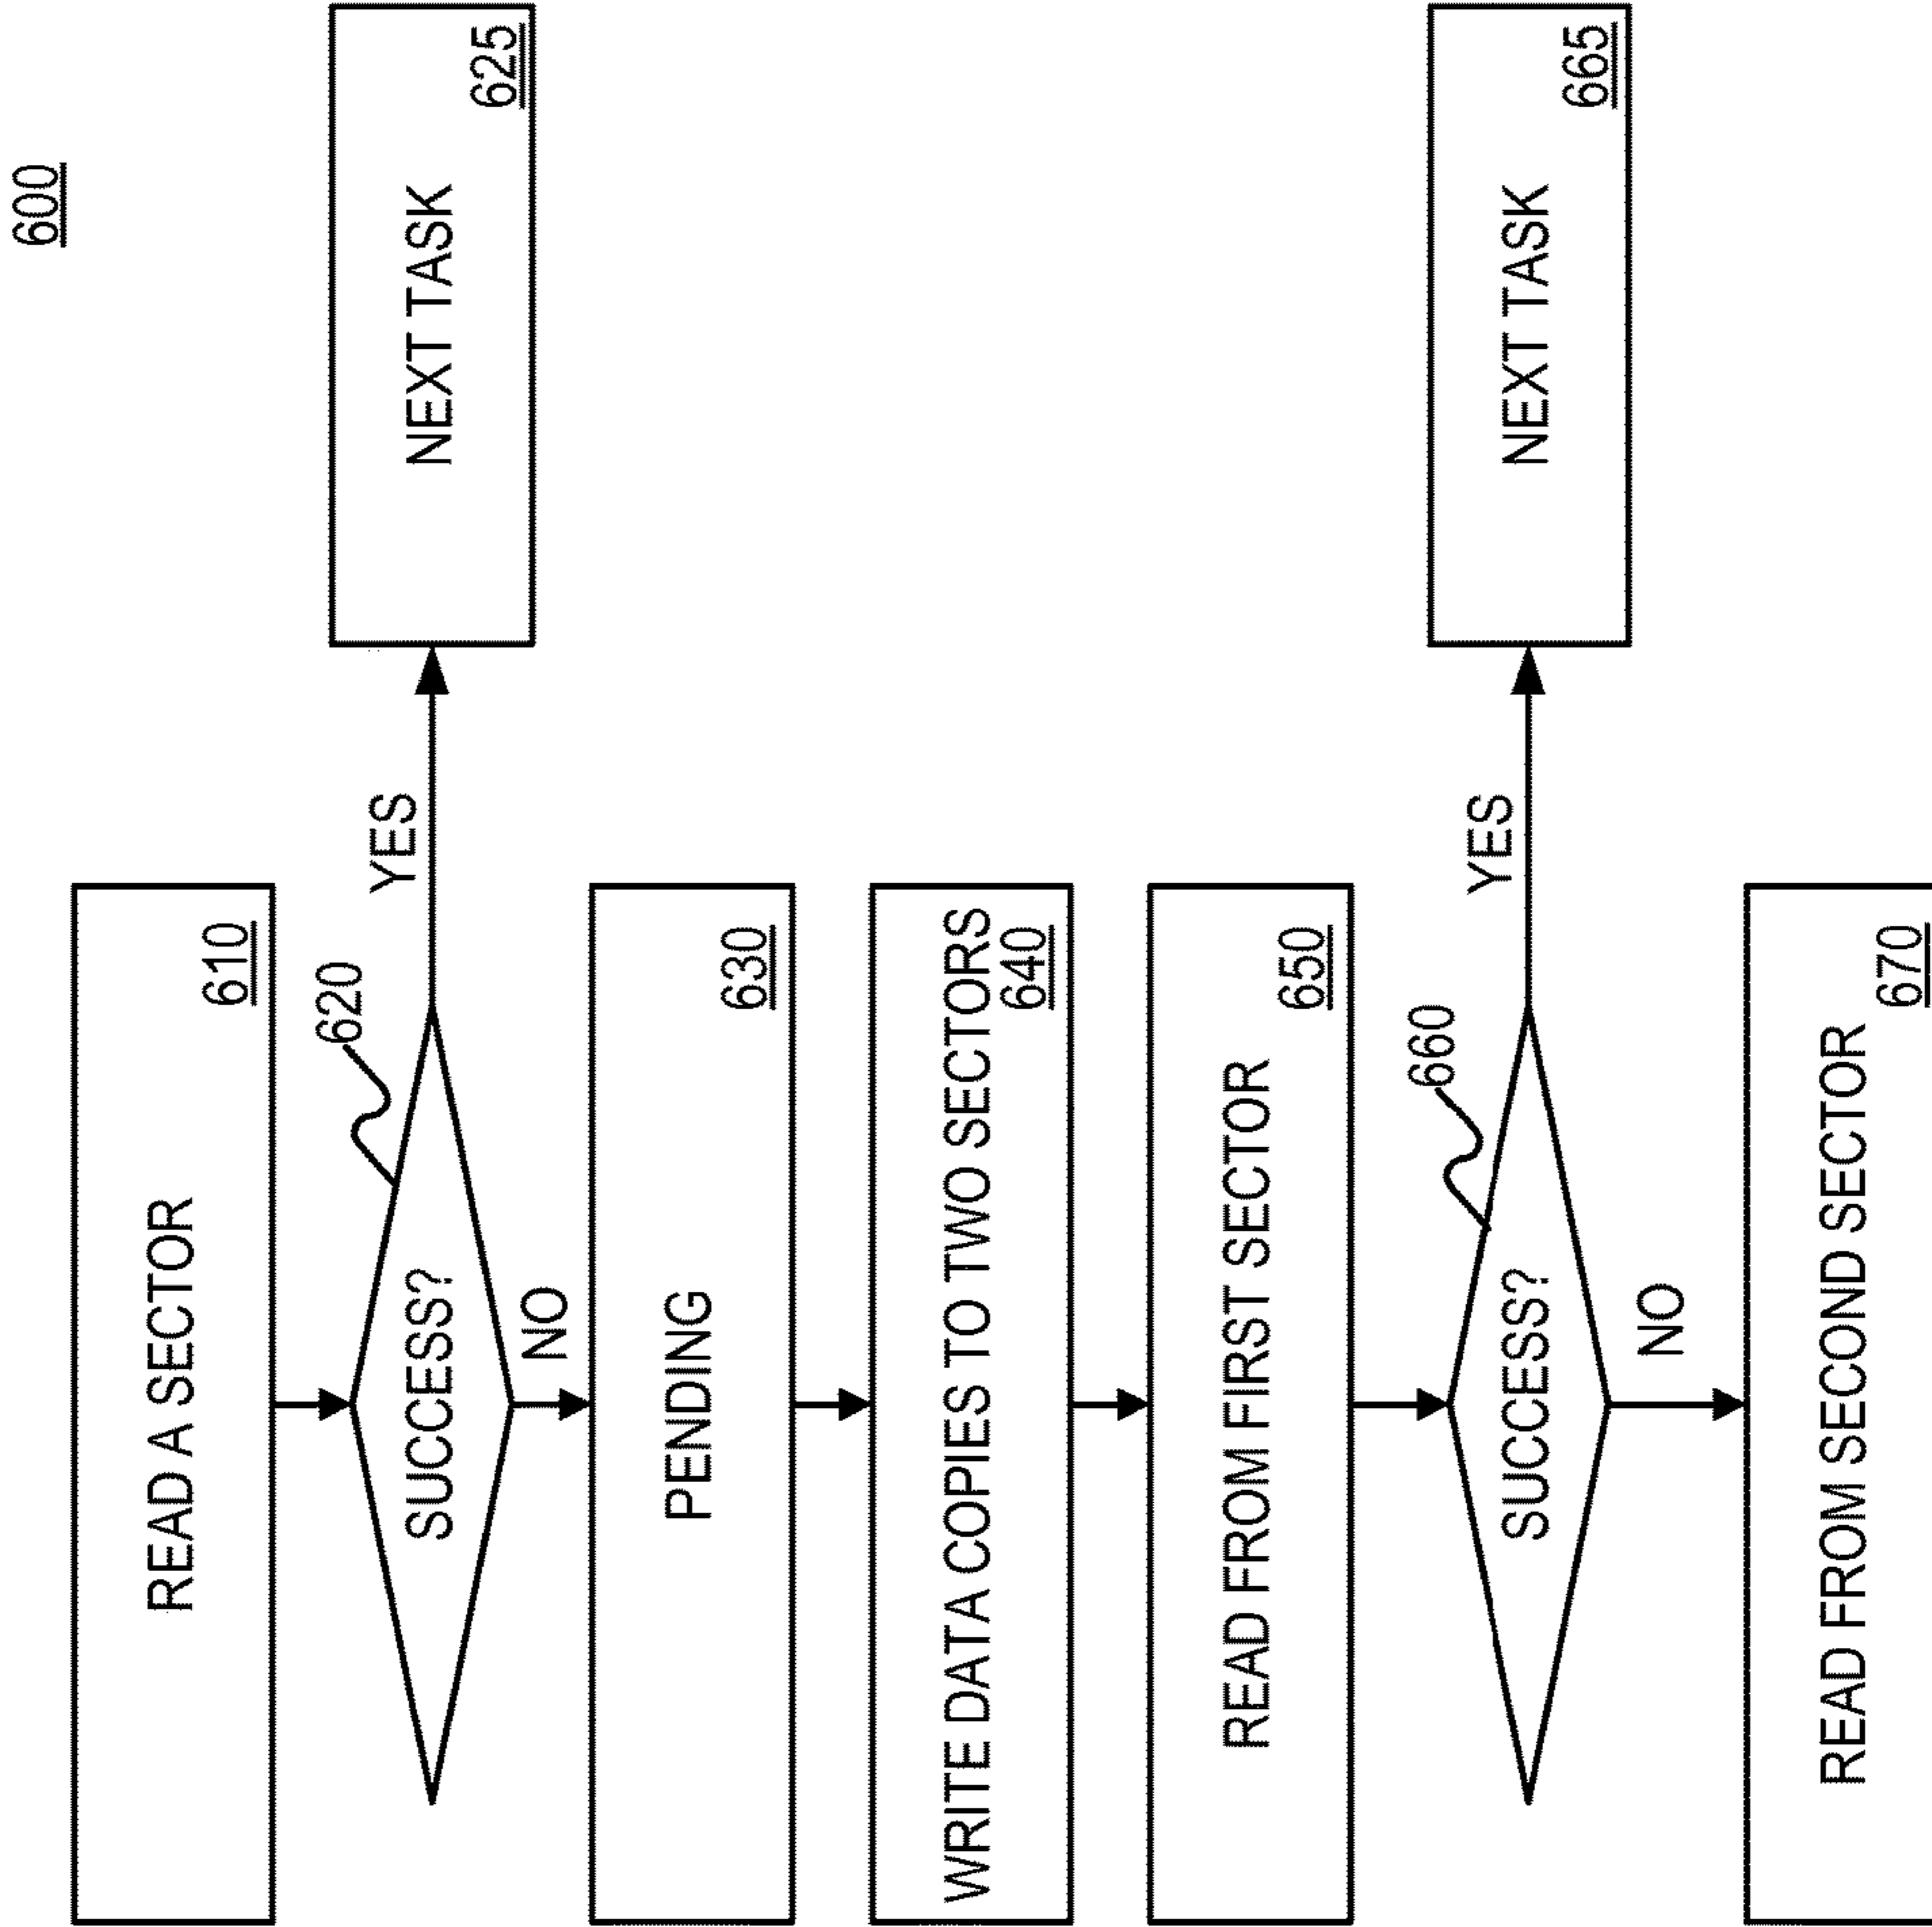 600
READ A SECTOR
610
620
SUCCESS?
YES
NEXT TASK
625
NO
PENDING
630
WRITE DATA COPIES TO TWO SECTORS
640
READ FROM FIRST SECTOR
650
660
SUCCESS?
YES
NEXT TASK
665
NO
READ FROM SECOND SECTOR
670